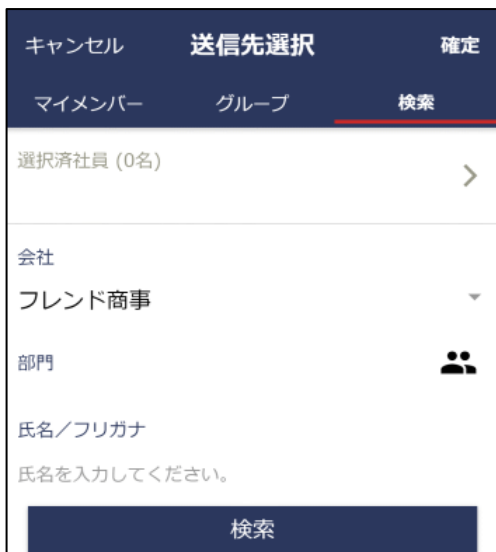 キャンセル 送信先選択 確定
マイメンバー グループ 検索
選択済社員 (0名)
会社
フレンド商事
部門
氏名／フリガナ
氏名を入力してください。
検索